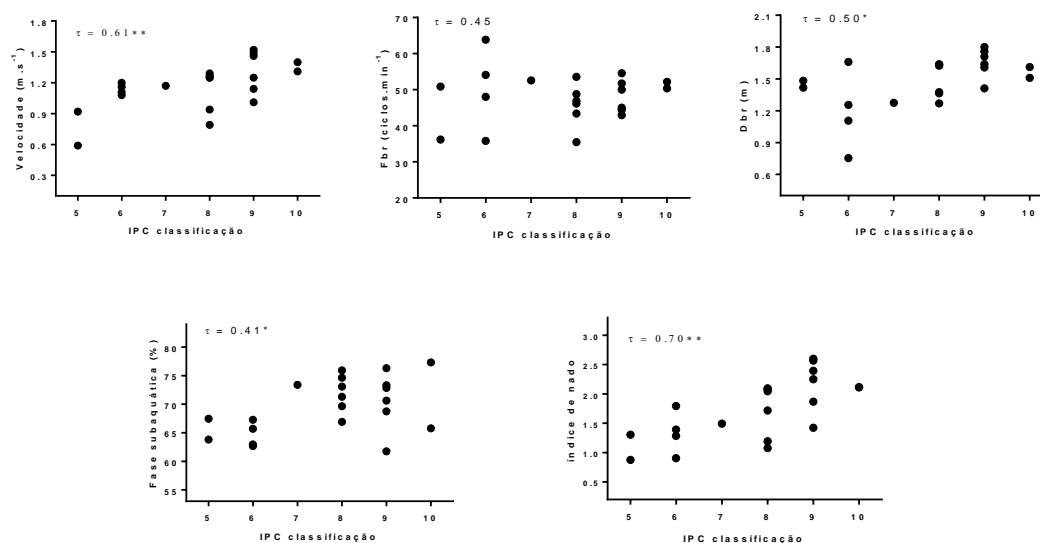 τ = 0.61**
Velocidade (m.s⁻¹)
1.8
1.5
1.2
0.9
0.6
0.3
5 6 7 8 9 10
IPC classificação
τ = 0.45
Fbr (ciclos.min⁻¹)
70
60
50
40
30
20
5 6 7 8 9 10
IPC classificação
τ = 0.50*
Dbr (m)
2.1
1.8
1.5
1.2
0.9
0.6
5 6 7 8 9 10
IPC classificação
τ = 0.41*
Fase subaquática (%)
80
75
70
65
60
55
5 6 7 8 9 10
IPC classificação
τ = 0.70**
índice de nado
3.0
2.5
2.0
1.5
1.0
0.5
5 6 7 8 9 10
IPC classificação